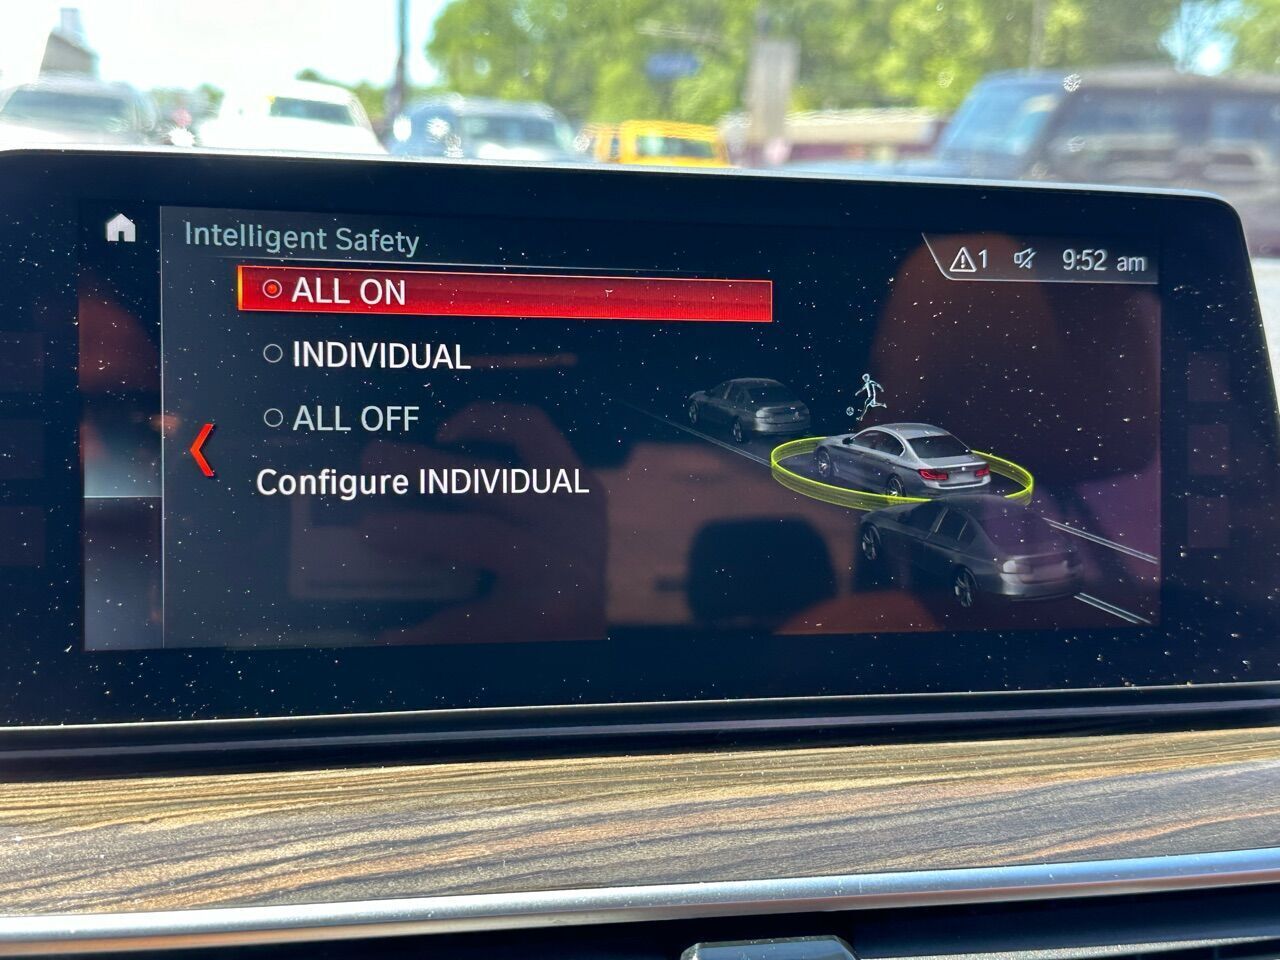 Intelligent Safety
1 9:52 am
ALL ON
INDIVIDUAL
ALL OFF
Configure INDIVIDUAL